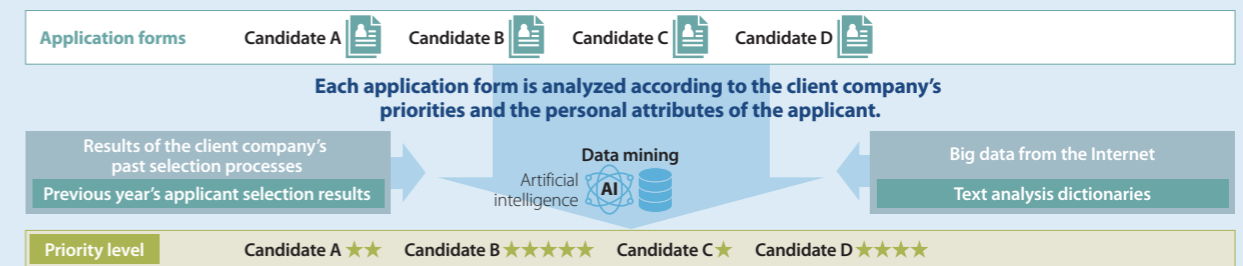 Application forms Candidate A Candidate B Candidate C Candidate D
Each application form is analyzed according to the client company's
priorities and the personal attributes of the applicant.
Results of the client company's
past selection processes
Previous year's applicant selection results
Data mining
Artificial
intelligence
AI
Big data from the Internet
Text analysis dictionaries
Priority level Candidate A ★★ Candidate B ★★★★★ Candidate C ★ Candidate D ★★★★